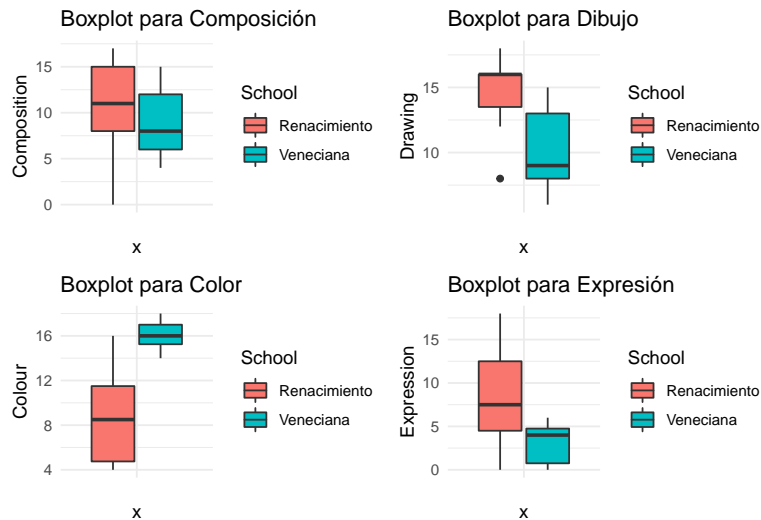 Boxplot para Composición
15
10
5
0
Composition
x
School
Renacimiento
Veneciana
Boxplot para Dibujo
15
10
Drawing
x
School
Renacimiento
Veneciana
Boxplot para Color
16
12
8
4
Colour
x
School
Renacimiento
Veneciana
Boxplot para Expresión
15
10
5
0
Expression
x
School
Renacimiento
Veneciana